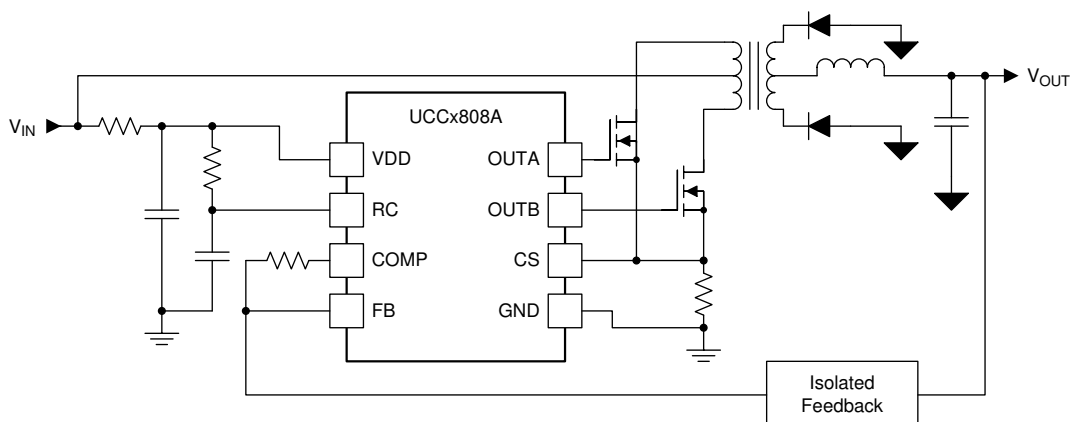 UCCx808A
V_OUT
V_IN
VDD
OUTA
RC
OUTB
COMP
CS
FB
GND
Isolated
Feedback